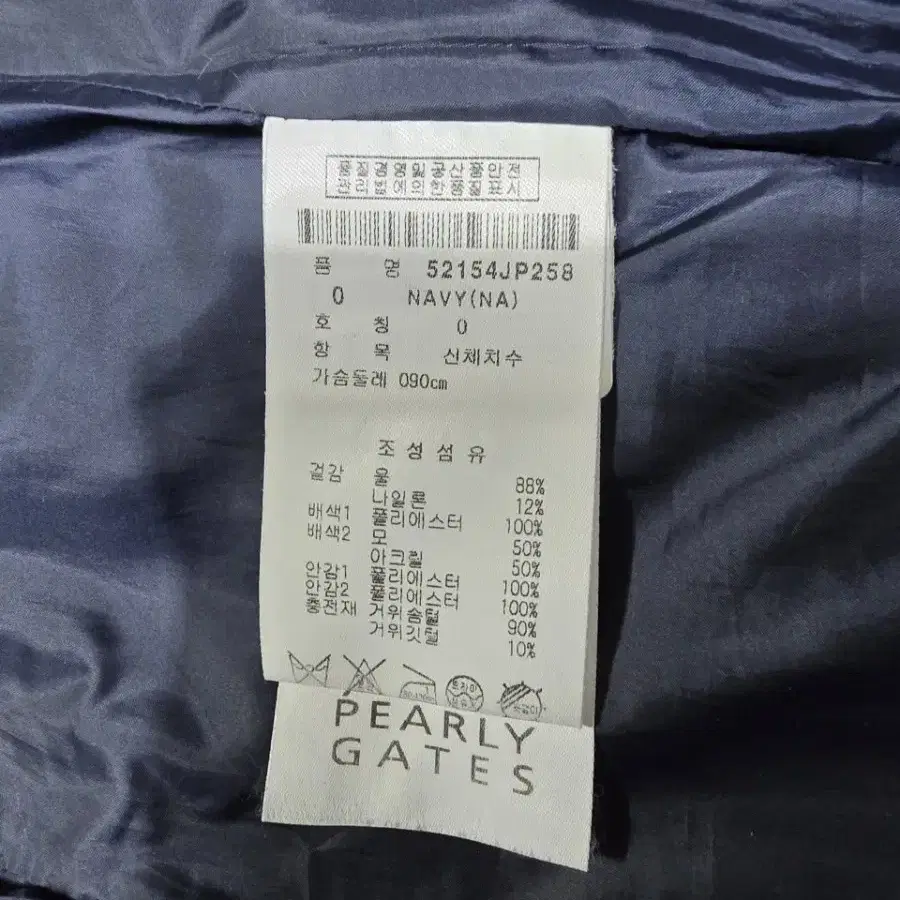 품질경영및공산품안전
관리법에의한품질표시
품 명 52154JP258
0 NAVY(NA)
호 칭 0
항 목 신체치수
가슴둘레 090cm
조성섬유
겉감 울 88%
나일론 12%
배색1 폴리에스터 100%
배색2 모 50%
아크릴 50%
안감1 폴리에스터 100%
안감2 폴리에스터 100%
충전재 거위솜털 90%
거위깃털 10%
드라이
PEARLY
GATES